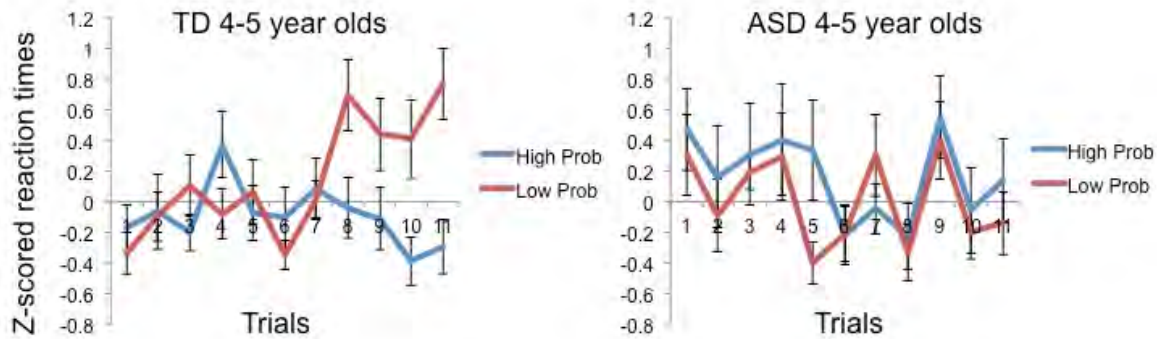 TD 4-5 year olds
Z-scored reaction times
1.2
1
0.8
0.6
0.4
0.2
0
-0.2
-0.4
-0.6
-0.8
1 2 3 4 5 6 7 8 9 10 11
Trials
High Prob
Low Prob
ASD 4-5 year olds
1.2
1
0.8
0.6
0.4
0.2
0
-0.2
-0.4
-0.6
-0.8
1 2 3 4 5 6 7 8 9 10 11
Trials
High Prob
Low Prob